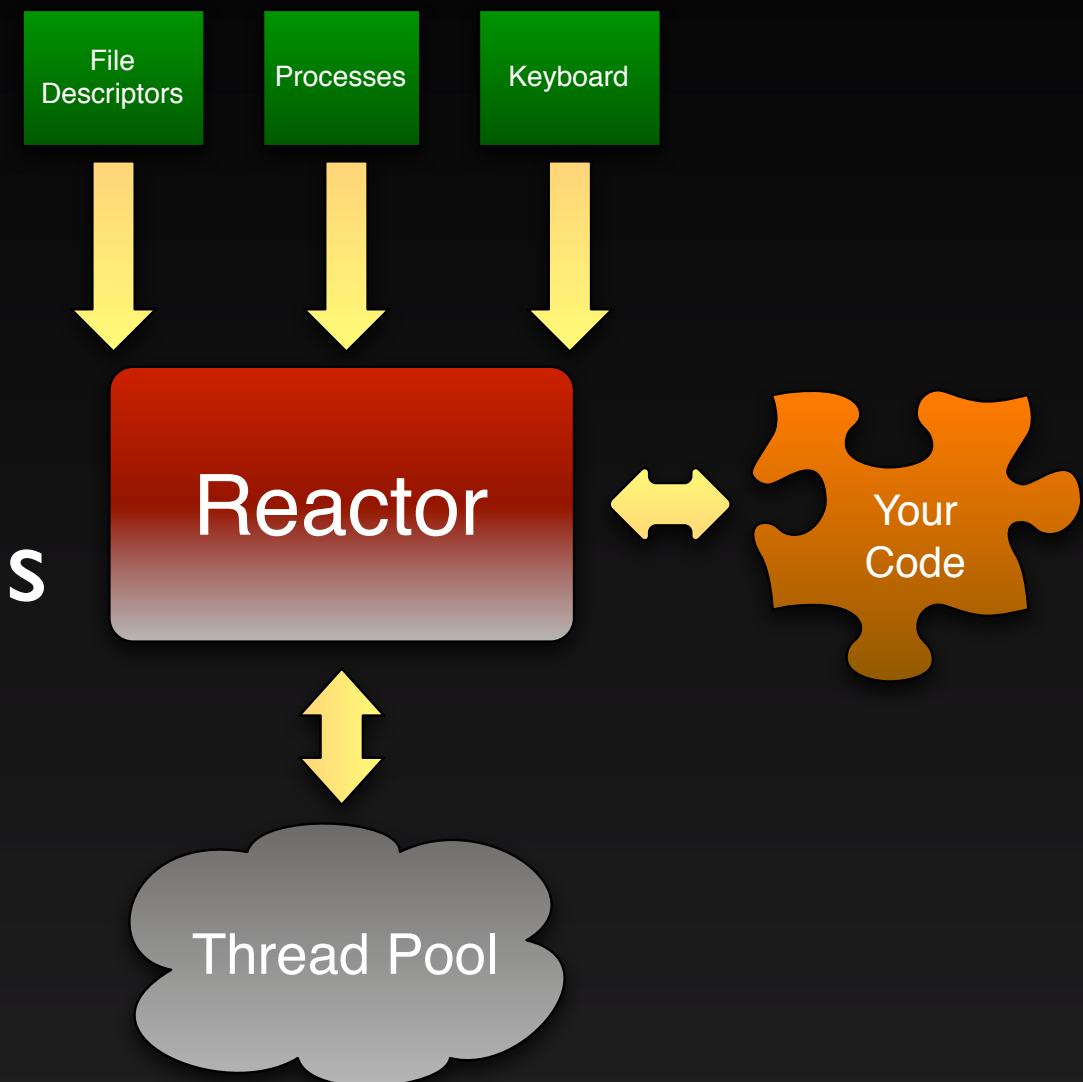 File
Descriptors
Processes
Keyboard
Reactor
s
Your
Code
Thread Pool